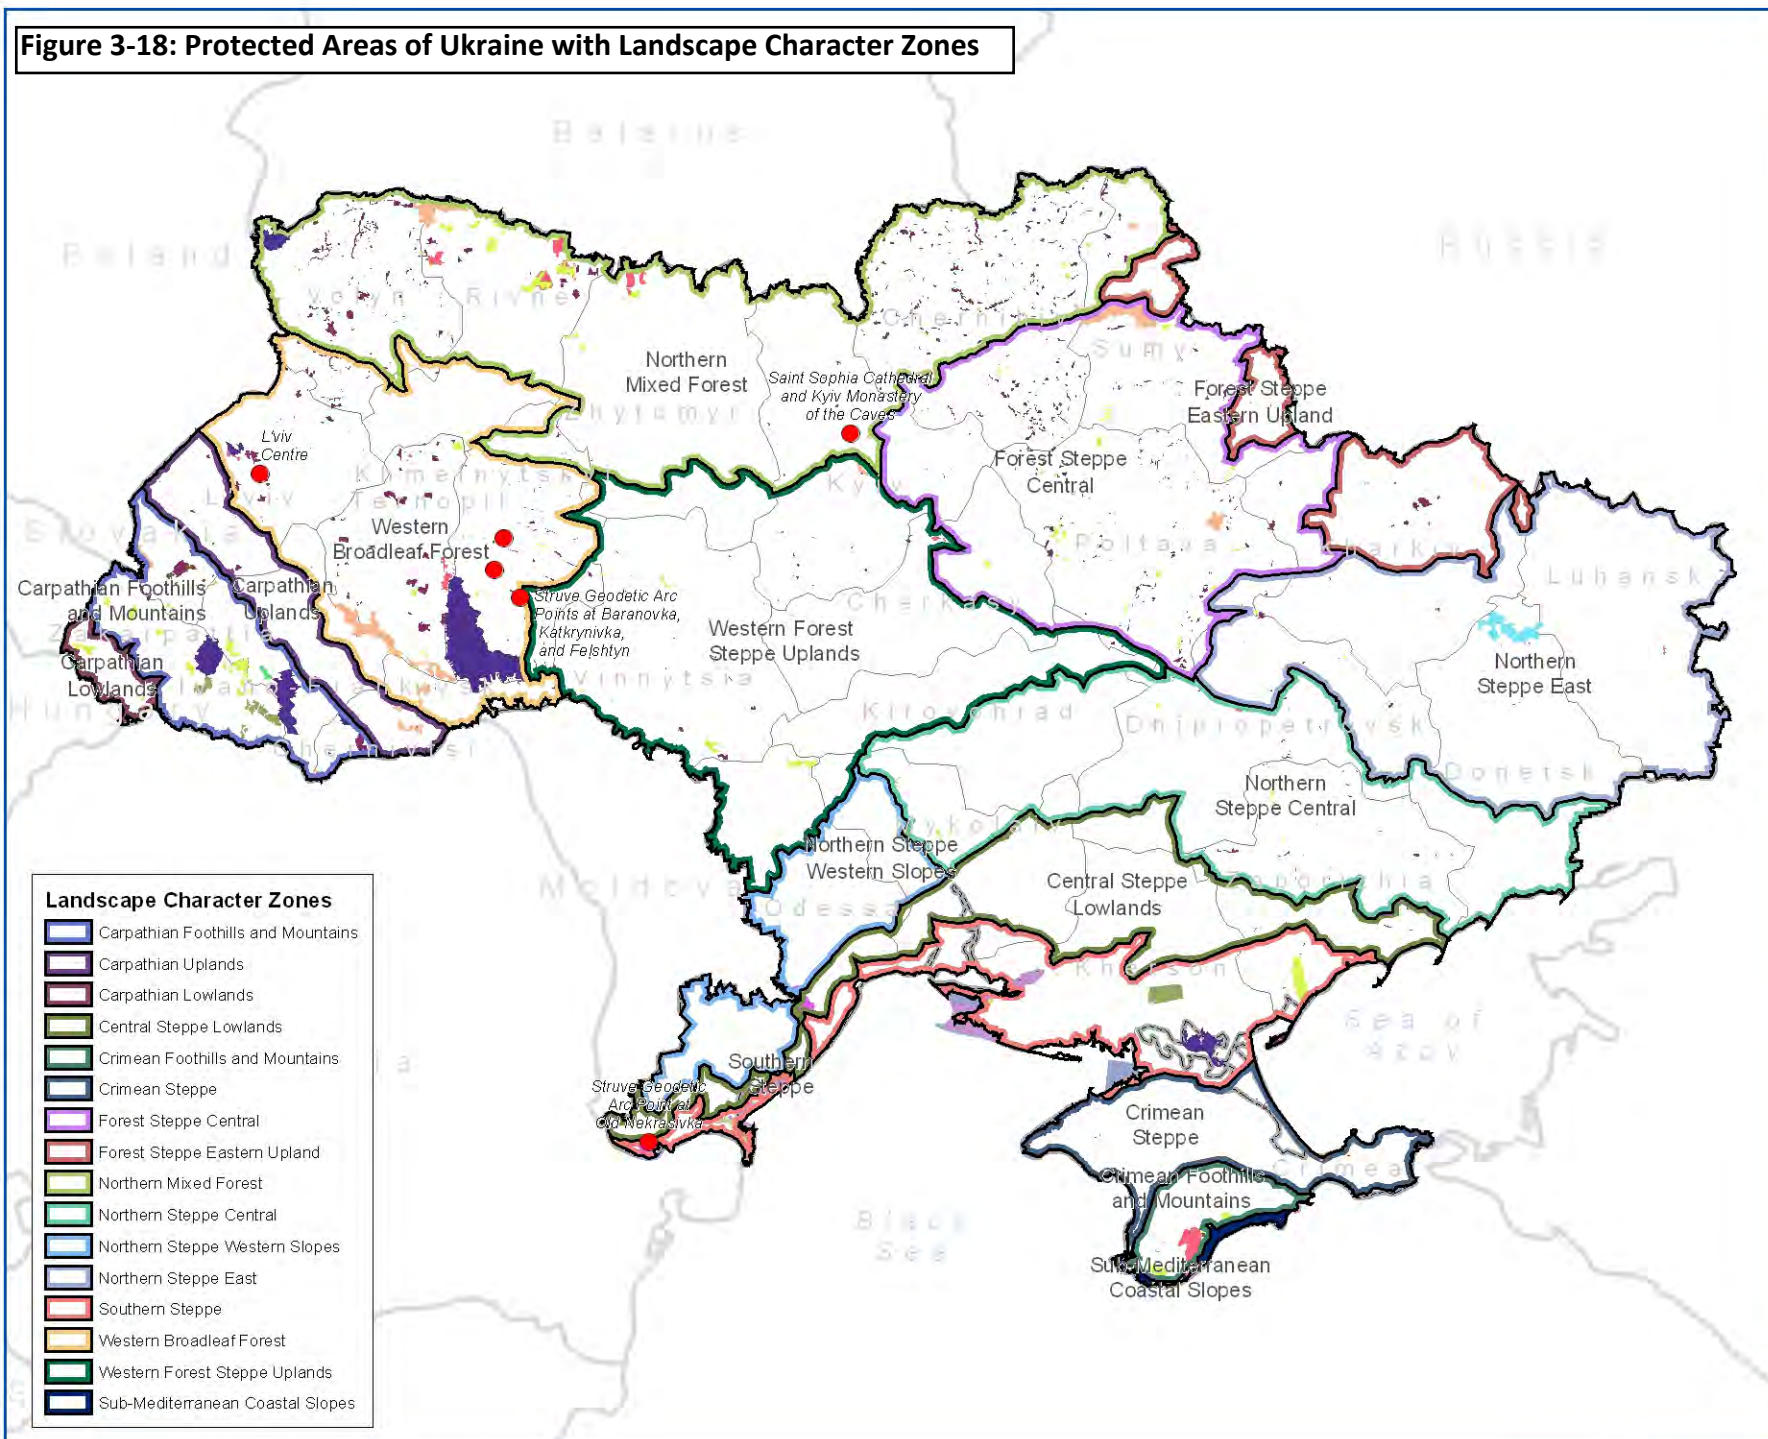 Figure 3-18: Protected Areas of Ukraine with Landscape Character Zones
Belarus
Russia
Volyn
Rivne
Chernihiv
Sumy
Northern
Mixed Forest
Saint Sophia Cathedral
and Kyiv Monastery
of the Caves
Zhytomyr
Forest Steppe
Eastern Upland
L'viv
Centre
Forest Steppe
Central
Kyiv
Lviv
Ternopil
Western
Broadleaf Forest
Slovakia
Poltava
Kharkiv
Luhansk
Carpathian Foothills
and Mountains
Carpathian
Uplands
Struve Geodetic Arc
Points at Baranovka,
Katkrynivka,
and Felshtyn
Cherkasy
Zakarpattia
Western Forest
Steppe Uplands
Carpathian
Lowlands
Vinnytska
Northern
Steppe East
Hungary
Kirovohrad
Dnipropetrovsk
Chernivtsi
Donetsk
Northern
Steppe Central
Mykolaiv
Northern Steppe
Western Slopes
Moldova
Odessa
Central Steppe
Lowlands
Zaporizhia
Kherson
Sea of
Azov
Southern
Steppe
Struve Geodetic
Arc Point at
Old Nekrasivka
Crimean
Steppe
Crimea
Crimean Foothills
and Mountains
Black
Sea
Sub-Mediterranean
Coastal Slopes
Landscape Character Zones
Carpathian Foothills and Mountains
Carpathian Uplands
Carpathian Lowlands
Central Steppe Lowlands
Crimean Foothills and Mountains
Crimean Steppe
Forest Steppe Central
Forest Steppe Eastern Upland
Northern Mixed Forest
Northern Steppe Central
Northern Steppe Western Slopes
Northern Steppe East
Southern Steppe
Western Broadleaf Forest
Western Forest Steppe Uplands
Sub-Mediterranean Coastal Slopes